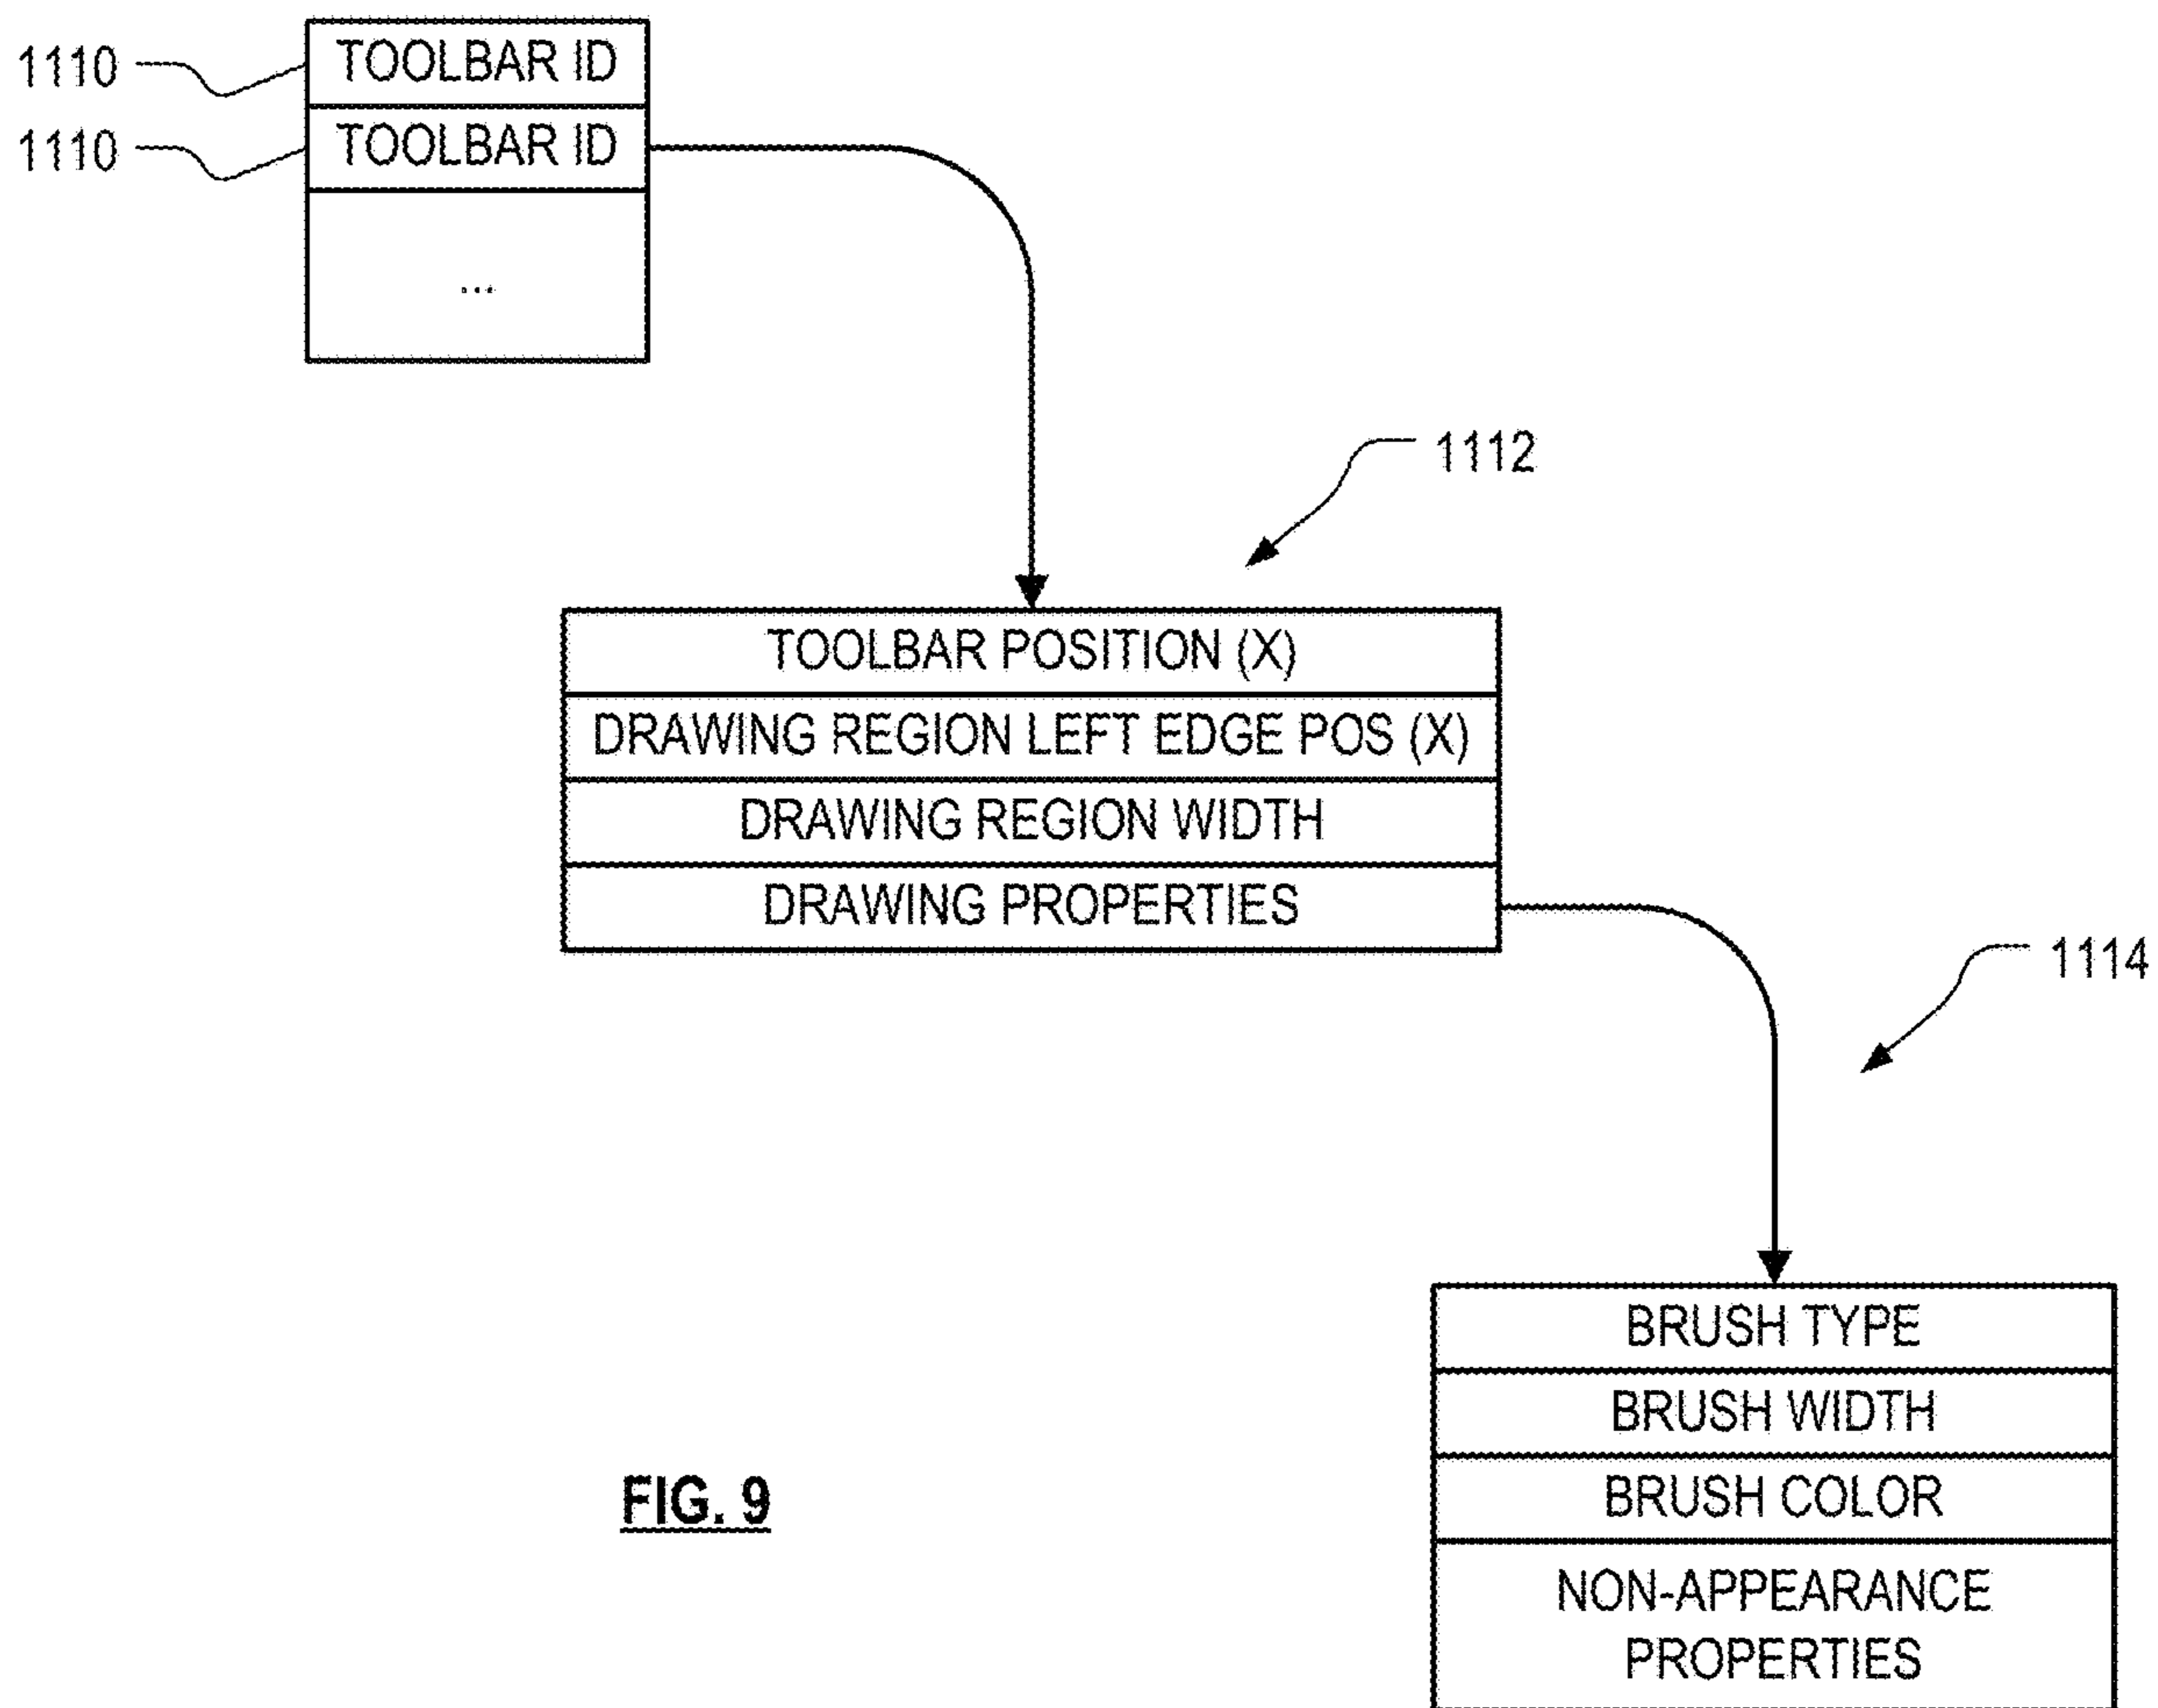 1110 TOOLBAR ID
1110 TOOLBAR ID
...
1112
TOOLBAR POSITION (X)
DRAWING REGION LEFT EDGE POS (X)
DRAWING REGION WIDTH
DRAWING PROPERTIES
1114
BRUSH TYPE
BRUSH WIDTH
BRUSH COLOR
NON-APPEARANCE
PROPERTIES
FIG. 9